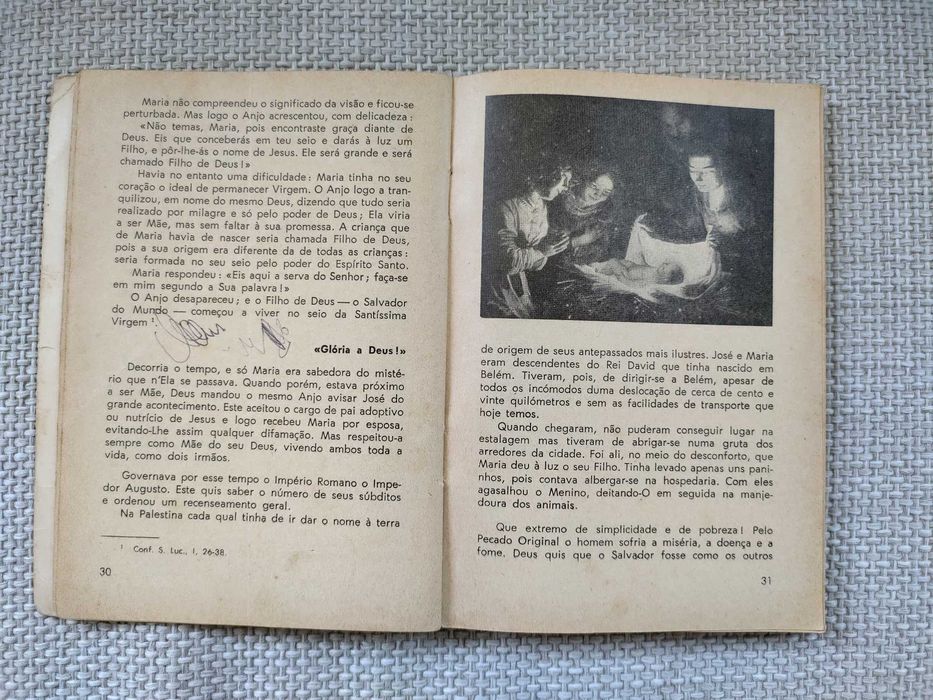 Maria não compreendeu o significado da visão e ficou-se
perturbada. Mas logo o Anjo acrescentou, com delicadeza :
«Não temas, Maria, pois encontraste graça diante de
Deus. Eis que conceberás em teu seio e darás à luz um
Filho, e pôr-lhe-ás o nome de Jesus. Ele será grande e será
chamado Filho de Deus !»
Havia no entanto uma dificuldade : Maria tinha no seu
coração o ideal de permanecer Virgem. O Anjo logo a tran-
quilizou, em nome do mesmo Deus, dizendo que tudo seria
realizado por milagre e só pelo poder de Deus ; Ela viria
a ser Mãe, mas sem faltar à sua promessa. A criança que
de Maria havia de nascer seria chamada Filho de Deus,
pois a sua origem era diferente da de todas as crianças :
seria formada no seu seio pelo poder do Espírito Santo.
Maria respondeu : «Eis aqui a serva do Senhor ; faça-se
em mim segundo a Sua palavra !»
O Anjo desapareceu ; e o Filho de Deus — o Salvador
do Mundo — começou a viver no seio da Santíssima
Virgem ¹.
«Glória a Deus !»
Decorria o tempo, e só Maria era sabedora do misté-
rio que n'Ela se passava. Quando porém, estava próximo
a ser Mãe, Deus mandou o mesmo Anjo avisar José do
grande acontecimento. Este aceitou o cargo de pai adoptivo
ou nutrício de Jesus e logo recebeu Maria por esposa,
evitando-Lhe assim qualquer difamação. Mas respeitou-a
sempre como Mãe do seu Deus, vivendo ambos toda a
vida, como dois irmãos.
Governava por esse tempo o Império Romano o Impe-
dor Augusto. Este quis saber o número de seus súbditos
e ordenou um recenseamento geral.
Na Palestina cada qual tinha de ir dar o nome à terra
¹ Conf. S. Luc., I, 26-38.
30
de origem de seus antepassados mais ilustres. José e Maria
eram descendentes do Rei David que tinha nascido em
Belém. Tiveram, pois, de dirigir-se a Belém, apesar de
todos os incómodos duma deslocação de cerca de cento e
vinte quilómetros e sem as facilidades de transporte que
hoje temos.
Quando chegaram, não puderam conseguir lugar na
estalagem mas tiveram de abrigar-se numa gruta dos
arredores da cidade. Foi ali, no meio do desconforto, que
Maria deu à luz o seu Filho. Tinha levado apenas uns pani-
nhos, pois contava albergar-se na hospedaria. Com eles
agasalhou o Menino, deitando-O em seguida na manje-
doura dos animais.
Que extremo de simplicidade e de pobreza ! Pelo
Pecado Original o homem sofria a miséria, a doença e a
fome. Deus quis que o Salvador fosse como os outros
31